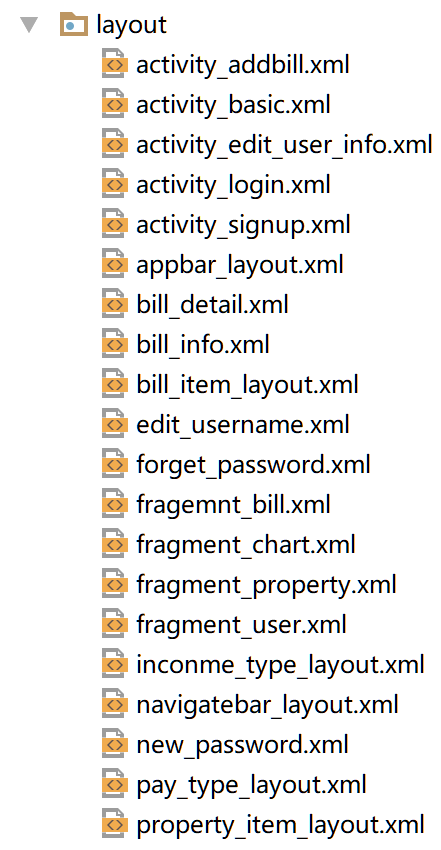 layout
activity_addbill.xml
activity_basic.xml
activity_edit_user_info.xml
activity_login.xml
activity_signup.xml
appbar_layout.xml
bill_detail.xml
bill_info.xml
bill_item_layout.xml
edit_username.xml
forget_password.xml
fragemnt_bill.xml
fragment_chart.xml
fragment_property.xml
fragment_user.xml
inconme_type_layout.xml
navigatebar_layout.xml
new_password.xml
pay_type_layout.xml
property_item_layout.xml